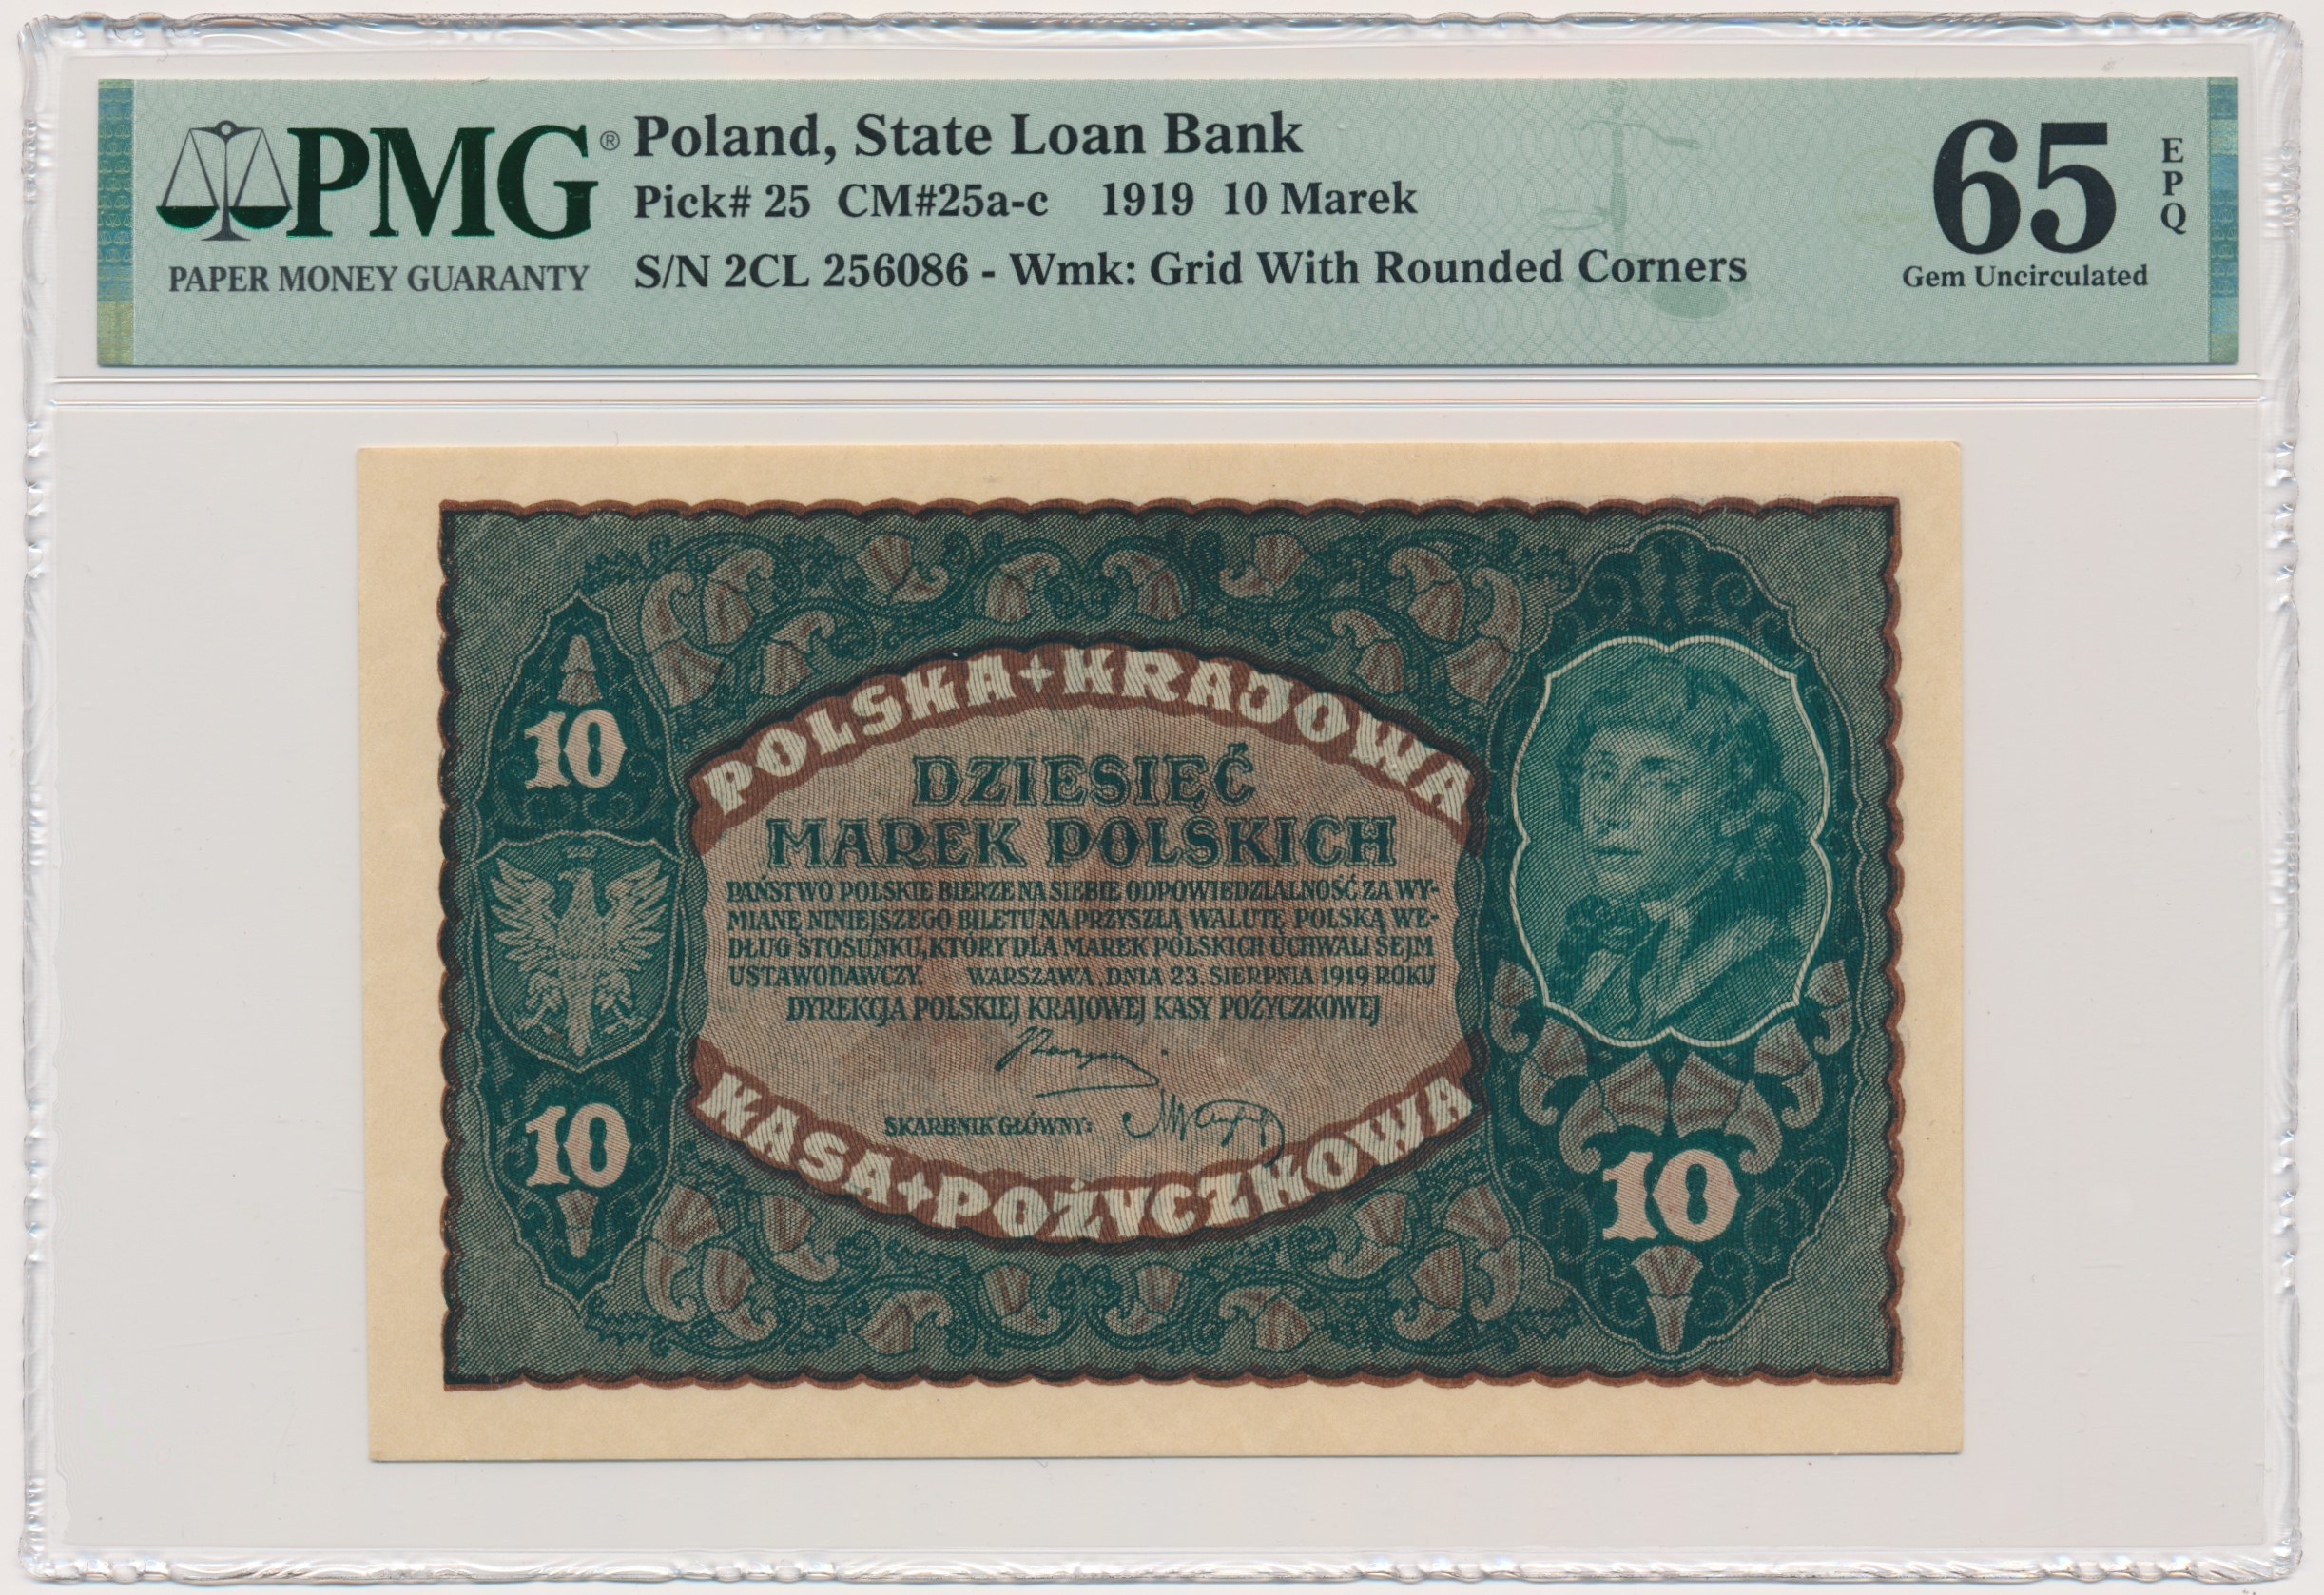 PMG®
PAPER MONEY GUARANTY
Poland, State Loan Bank
Pick# 25 CM#25a-c 1919 10 Marek
S/N 2CL 256086 - Wmk: Grid With Rounded Corners
65
EPQ
Gem Uncirculated
10
POLSKA+KRAJOWA
DZIESIĘĆ
MAREK POLSKICH
PAŃSTWO POLSKIE BIERZE NA SIEBIE ODPOWIEDZIALNOŚĆ ZA WY-
MIANĘ NINIEJSZEGO BILETU NA PRZYSZŁĄ WALUTĘ POLSKĄ WE-
DŁUG STOSUNKU, KTÓRY DLA MAREK POLSKICH UCHWALI SEJM
USTAWODAWCZY. WARSZAWA, DNIA 23. SIERPNIA 1919 ROKU
DYREKCJA POLSKIEJ KRAJOWEJ KASY POŻYCZKOWEJ
SKARBNIK GŁÓWNY:
KASA+POŻYCZKOWA
10
10